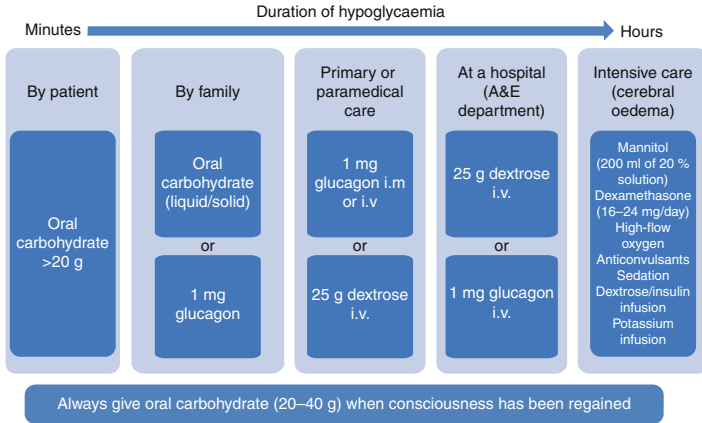 Duration of hypoglycaemia
Minutes
Hours
By patient
Oral
carbohydrate
>20 g
By family
Oral
carbohydrate
(liquid/solid)
or
1 mg
glucagon
Primary or
paramedical
care
1 mg
glucagon i.m
or i.v
or
25 g dextrose
i.v.
At a hospital
(A&E
department)
25 g dextrose
i.v.
or
1 mg glucagon
i.v.
Intensive care
(cerebral
oedema)
Mannitol
(200 ml of 20 %
solution)
Dexamethasone
(16–24 mg/day)
High-flow
oxygen
Anticonvulsants
Sedation
Dextrose/insulin
infusion
Potassium
infusion
Always give oral carbohydrate (20–40 g) when consciousness has been regained